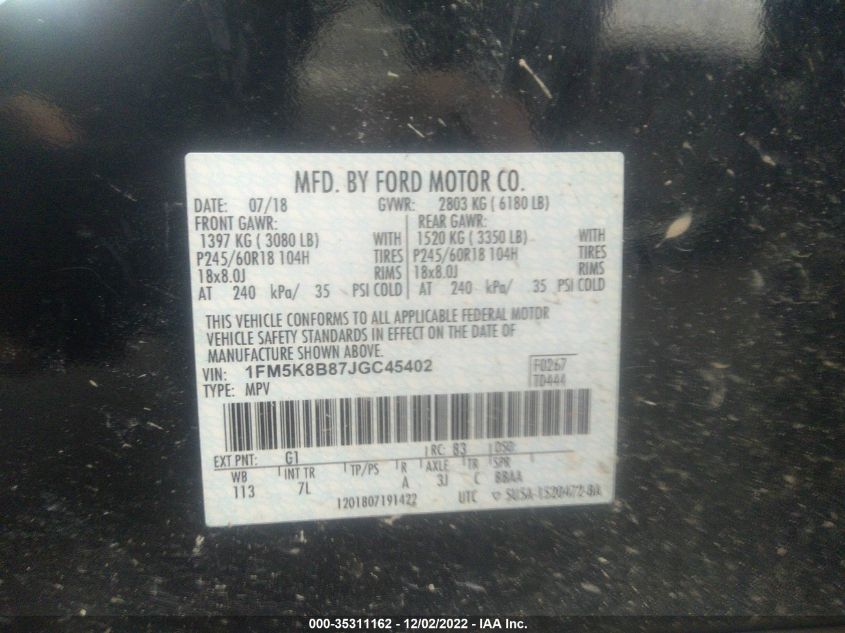 MFD. BY FORD MOTOR CO.
DATE: 07/18 GVWR: 2803 KG ( 6180 LB)
FRONT GAWR: REAR GAWR:
1397 KG ( 3080 LB) WITH 1520 KG ( 3350 LB) WITH
P245/60R18 104H TIRES P245/60R18 104H TIRES
18x8.0J RIMS 18x8.0J RIMS
AT 240 kPa/ 35 PSI COLD AT 240 kPa/ 35 PSI COLD
THIS VEHICLE CONFORMS TO ALL APPLICABLE FEDERAL MOTOR
VEHICLE SAFETY STANDARDS IN EFFECT ON THE DATE OF
MANUFACTURE SHOWN ABOVE.
VIN: 1FM5K8B87JGC45402 F0267
TYPE: MPV T0444
EXT PNT: G1 RC: 83 DSO:
WB INT TR TP/PS R AXLE TR SPR
113 7L A 3J C BBAA
1201807191422 UTC
000-35311162 - 12/02/2022 - IAA Inc.